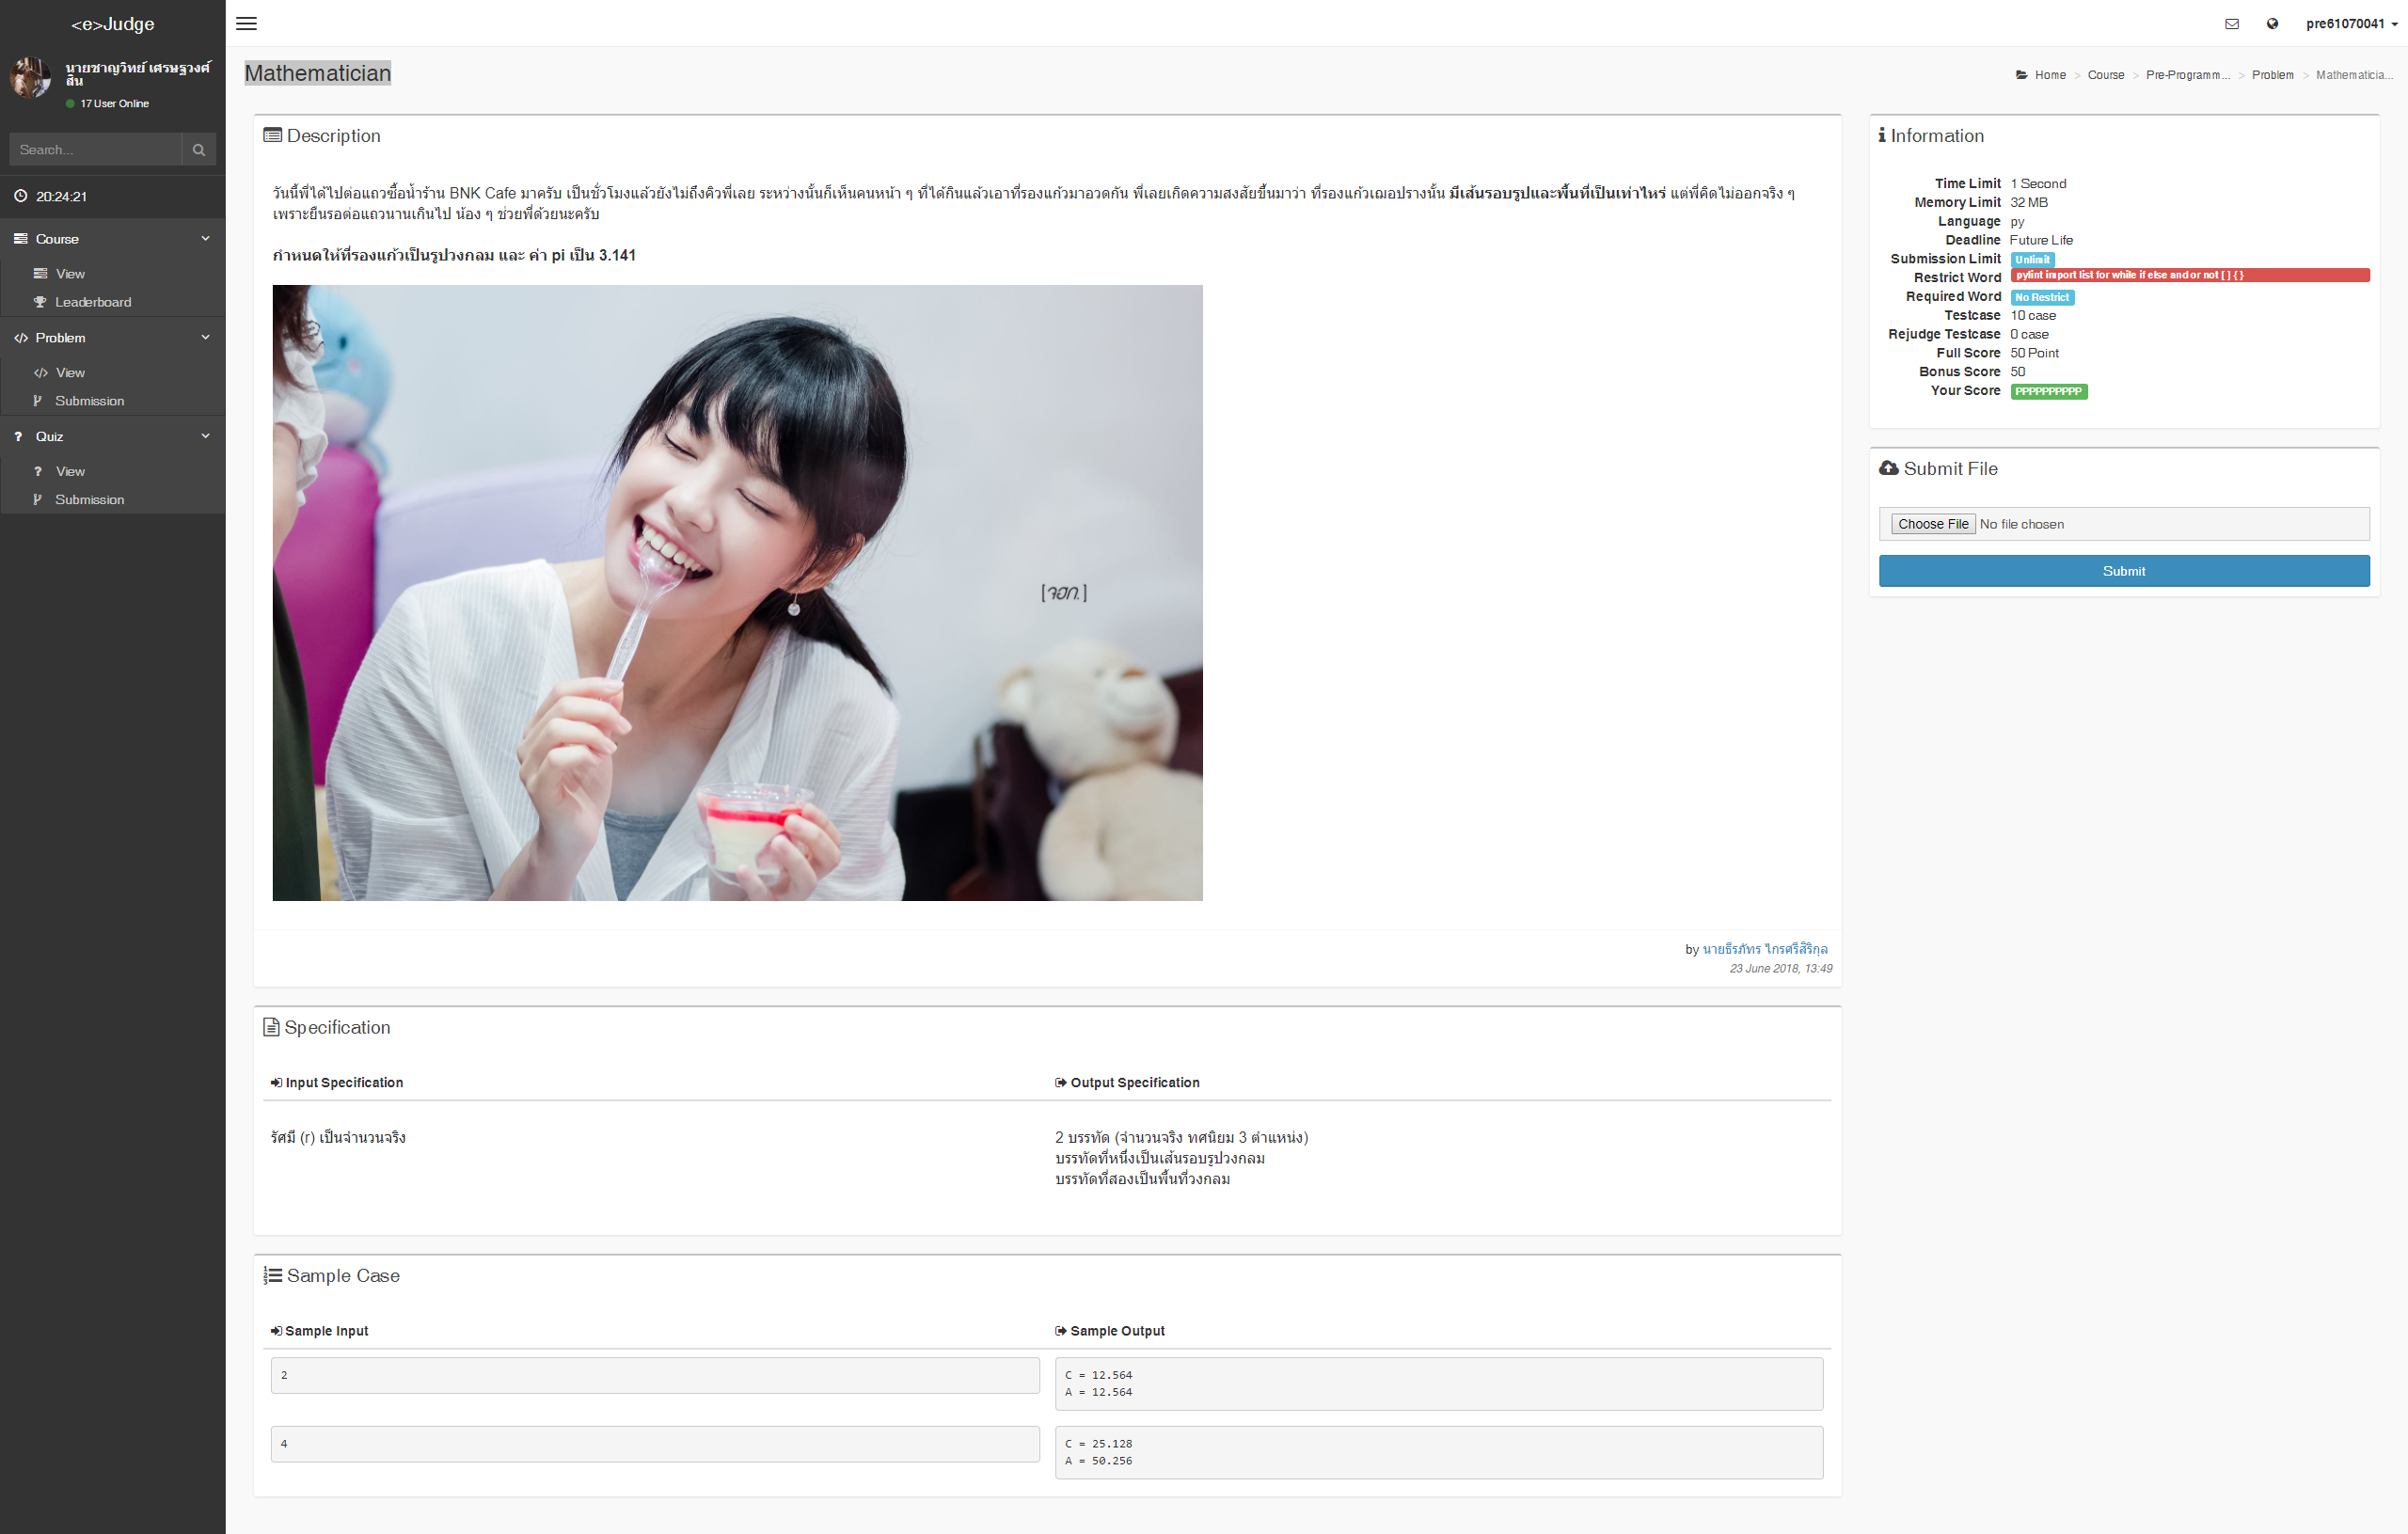 <e>Judge
pre61070041
นายชาญวิทย์ เศรษฐวงศ์
สิน
17 User Online
Search...
20:24:21
Course
View
Leaderboard
Problem
View
Submission
Quiz
View
Submission
Mathematician
Home > Course > Pre-Programm... > Problem > Mathematicia...
Description
วันนี้พี่ได้ไปต่อแถวซื้อน้ำร้าน BNK Cafe มาครับ เป็นชั่วโมงแล้วยังไม่ถึงคิวพี่เลย ระหว่างนั้นก็เห็นคนหน้า ๆ ที่ได้กินแล้วเอาที่รองแก้วมาอวดกัน พี่เลยเกิดความสงสัยขึ้นมาว่า ที่รองแก้วเฌอปรางนั้น มีเส้นรอบรูปและพื้นที่เป็นเท่าไหร่ แต่พี่คิดไม่ออกจริง ๆ
เพราะยืนรอต่อแถวนานเกินไป น้อง ๆ ช่วยพี่ด้วยนะครับ
กำหนดให้ที่รองแก้วเป็นรูปวงกลม และ ค่า pi เป็น 3.141
[จอก.]
by นายธีรภัทร ไกรศรีสิริกุล
23 June 2018, 13:49
Specification
Input Specification
รัศมี (r) เป็นจำนวนจริง
Output Specification
2 บรรทัด (จำนวนจริง ทศนิยม 3 ตำแหน่ง)
บรรทัดที่หนึ่งเป็นเส้นรอบรูปวงกลม
บรรทัดที่สองเป็นพื้นที่วงกลม
Sample Case
Sample Input
Sample Output
2
C = 12.564
A = 12.564
4
C = 25.128
A = 50.256
Information
Time Limit 1 Second
Memory Limit 32 MB
Language py
Deadline Future Life
Submission Limit Unlimit
Restrict Word pylint import list for while if else and or not [ ] { }
Required Word No Restrict
Testcase 10 case
Rejudge Testcase 0 case
Full Score 50 Point
Bonus Score 50
Your Score PPPPPPPPPP
Submit File
Choose File No file chosen
Submit